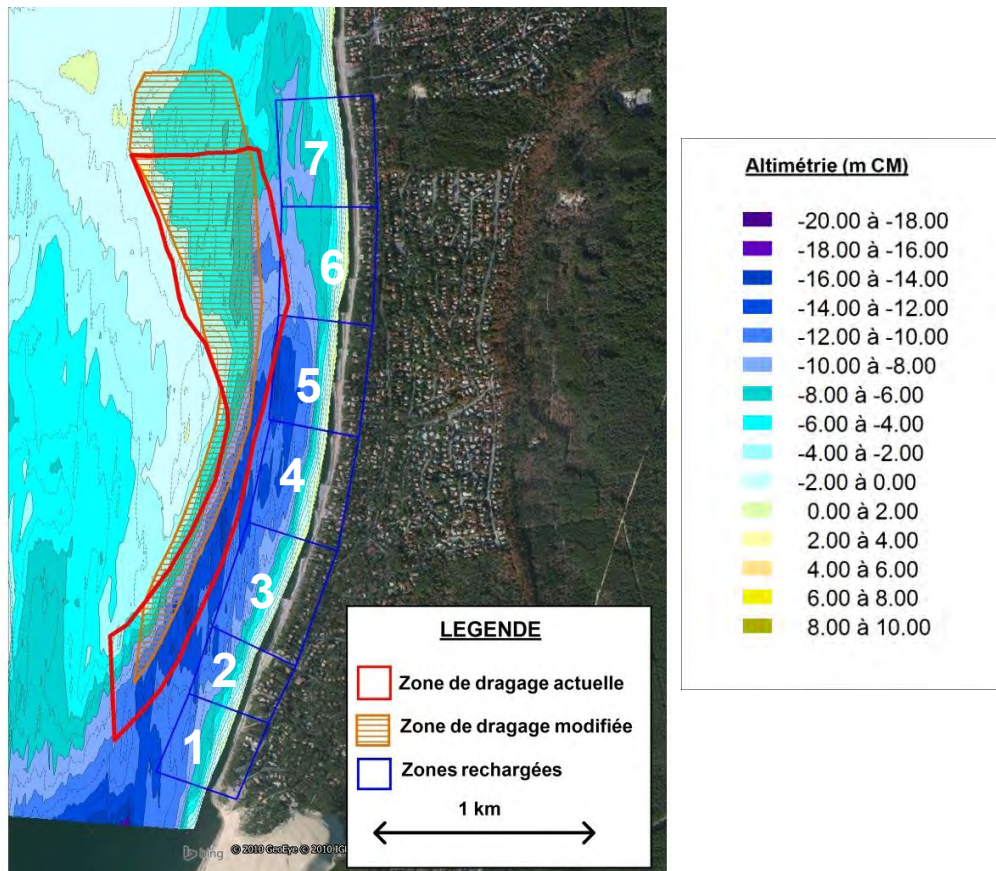 7
6
5
4
3
2
1
LEGENDE
Zone de dragage actuelle
Zone de dragage modifiée
Zones rechargées
1 km
bing © 2010 GeoEye © 2010 IGI
Altimétrie (m CM)
-20.00 à -18.00
-18.00 à -16.00
-16.00 à -14.00
-14.00 à -12.00
-12.00 à -10.00
-10.00 à -8.00
-8.00 à -6.00
-6.00 à -4.00
-4.00 à -2.00
-2.00 à 0.00
0.00 à 2.00
2.00 à 4.00
4.00 à 6.00
6.00 à 8.00
8.00 à 10.00